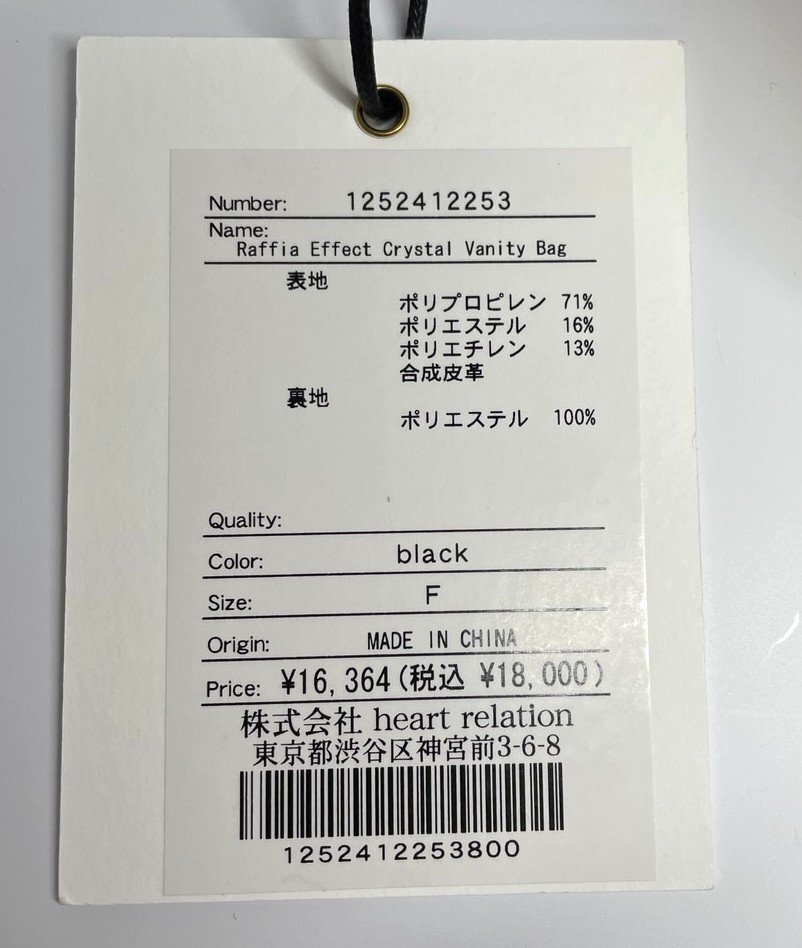 Number: 1252412253
Name:
Raffia Effect Crystal Vanity Bag
表地
ポリプロピレン 71%
ポリエステル 16%
ポリエチレン 13%
合成皮革
裏地
ポリエステル 100%
Quality:
Color: black
Size: F
Origin: MADE IN CHINA
Price: ¥16,364(税込 ¥18,000)
株式会社 heart relation
東京都渋谷区神宮前3-6-8
1252412253800